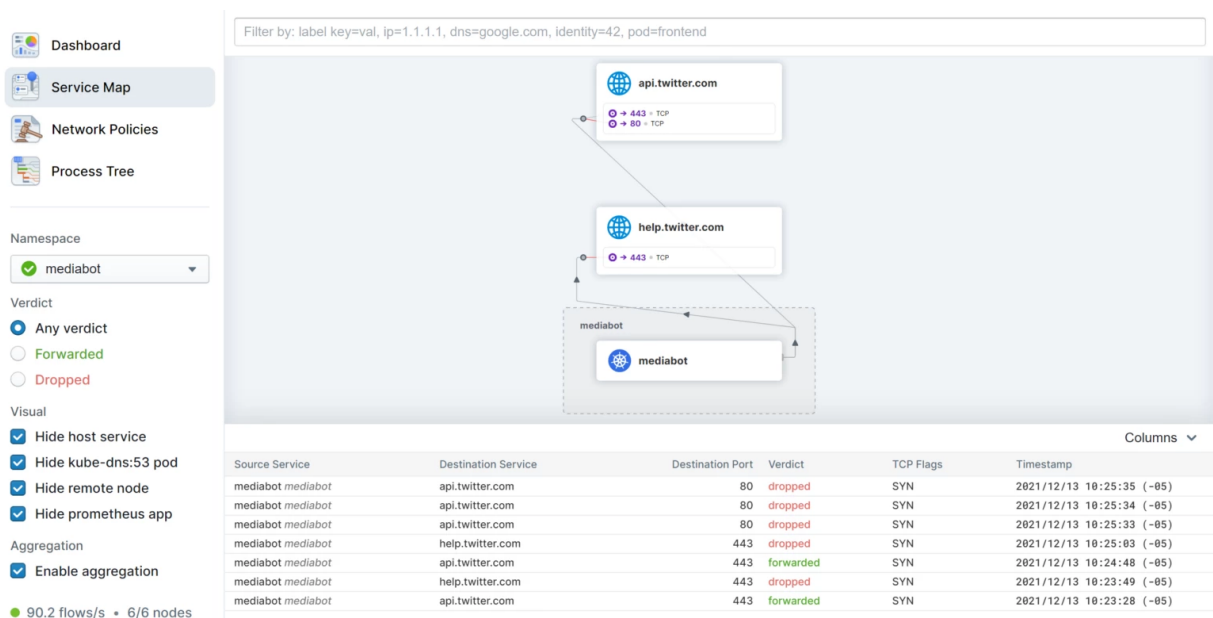 Dashboard
Service Map
Network Policies
Process Tree
Namespace
mediabot
Verdict
Any verdict
Forwarded
Dropped
Visual
Hide host service
Hide kube-dns:53 pod
Hide remote node
Hide prometheus app
Aggregation
Enable aggregation
90.2 flows/s • 6/6 nodes
Filter by: label key=val, ip=1.1.1.1, dns=google.com, identity=42, pod=frontend
api.twitter.com
→ 443 • TCP
→ 80 • TCP
help.twitter.com
→ 443 • TCP
mediabot
mediabot
Columns
Source Service Destination Service Destination Port Verdict TCP Flags Timestamp
mediabot mediabot api.twitter.com 80 dropped SYN 2021/12/13 10:25:35 (-05)
mediabot mediabot api.twitter.com 80 dropped SYN 2021/12/13 10:25:34 (-05)
mediabot mediabot api.twitter.com 80 dropped SYN 2021/12/13 10:25:33 (-05)
mediabot mediabot help.twitter.com 443 dropped SYN 2021/12/13 10:25:03 (-05)
mediabot mediabot api.twitter.com 443 forwarded SYN 2021/12/13 10:24:48 (-05)
mediabot mediabot help.twitter.com 443 dropped SYN 2021/12/13 10:23:49 (-05)
mediabot mediabot api.twitter.com 443 forwarded SYN 2021/12/13 10:23:28 (-05)